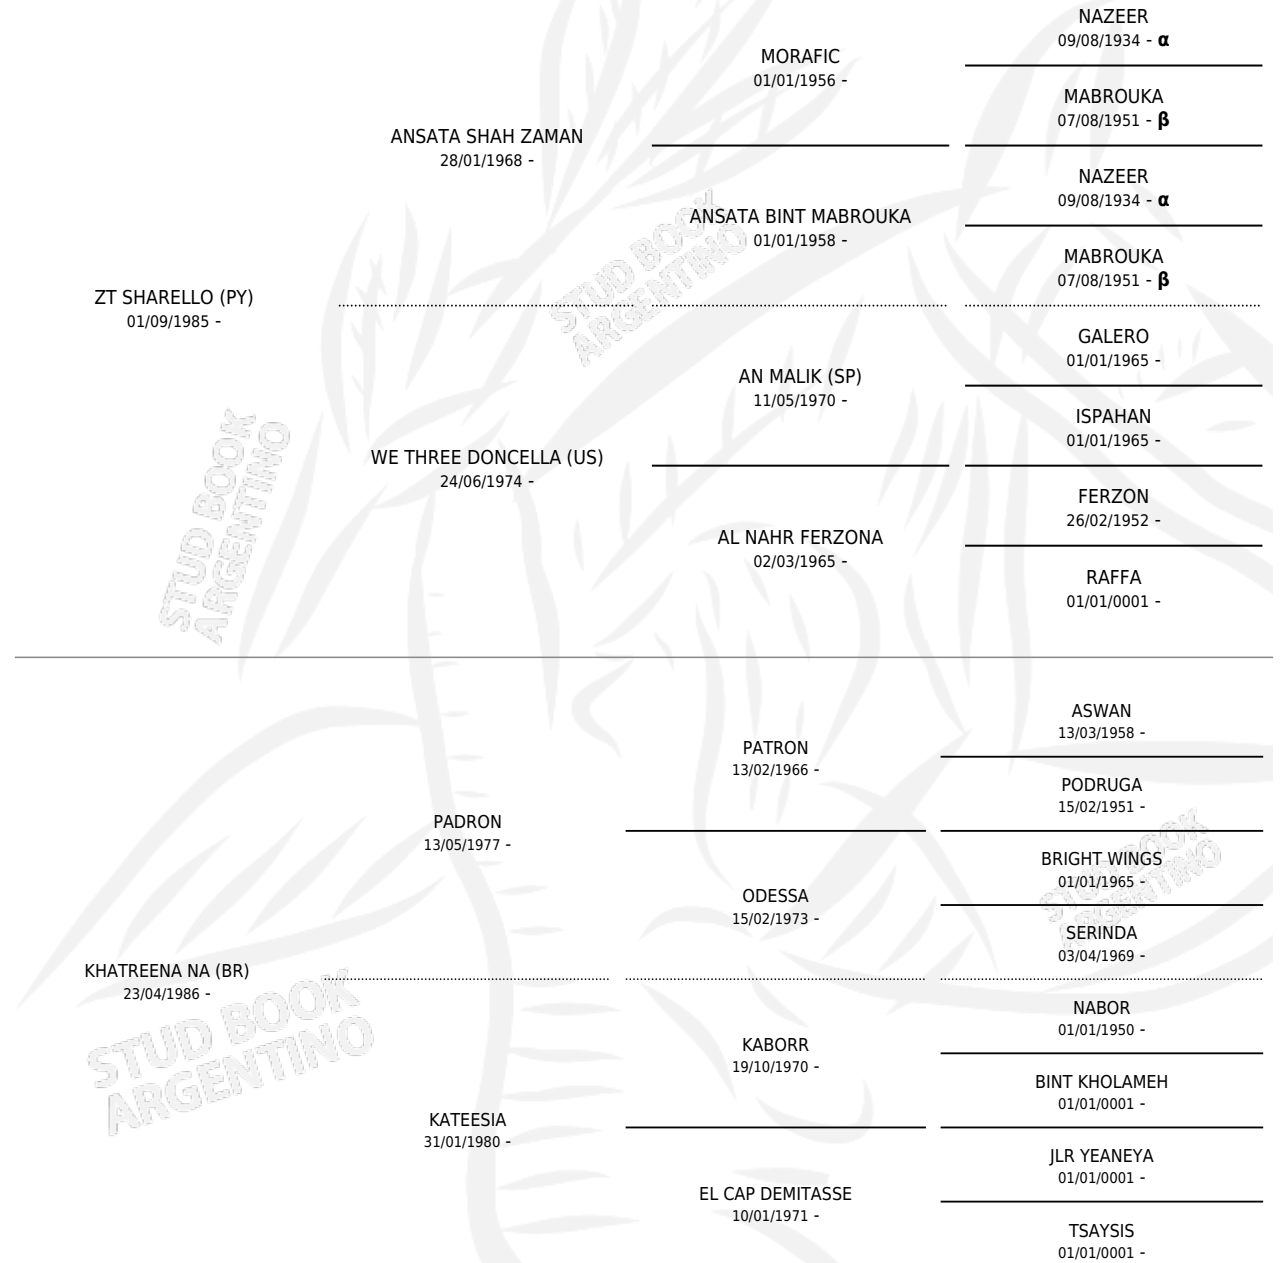 NAZEER
09/08/1934 - α
MORAFIC
01/01/1956 -
MABROUKA
07/08/1951 - β
ANSATA SHAH ZAMAN
28/01/1968 -
NAZEER
09/08/1934 - α
ANSATA BINT MABROUKA
01/01/1958 -
MABROUKA
07/08/1951 - β
ZT SHARELLO (PY)
01/09/1985 -
GALERO
01/01/1965 -
AN MALIK (SP)
11/05/1970 -
ISPAHAN
01/01/1965 -
WE THREE DONCELLA (US)
24/06/1974 -
FERZON
26/02/1952 -
AL NAHR FERZONA
02/03/1965 -
RAFFA
01/01/0001 -
ASWAN
13/03/1958 -
PATRON
13/02/1966 -
PODRUGA
15/02/1951 -
PADRON
13/05/1977 -
BRIGHT WINGS
01/01/1965 -
ODESSA
15/02/1973 -
SERINDA
03/04/1969 -
KHATREENA NA (BR)
23/04/1986 -
NABOR
01/01/1950 -
KABORR
19/10/1970 -
BINT KHOLAMEH
01/01/0001 -
KATEESIA
31/01/1980 -
JLR YEANEYA
01/01/0001 -
EL CAP DEMITASSE
10/01/1971 -
TSAYSIS
01/01/0001 -
STUD BOOK
ARGENTINO
STUD BOOK
ARGENTINO
STUD BOOK
ARGENTINO
STUD BOOK
ARGENTINO